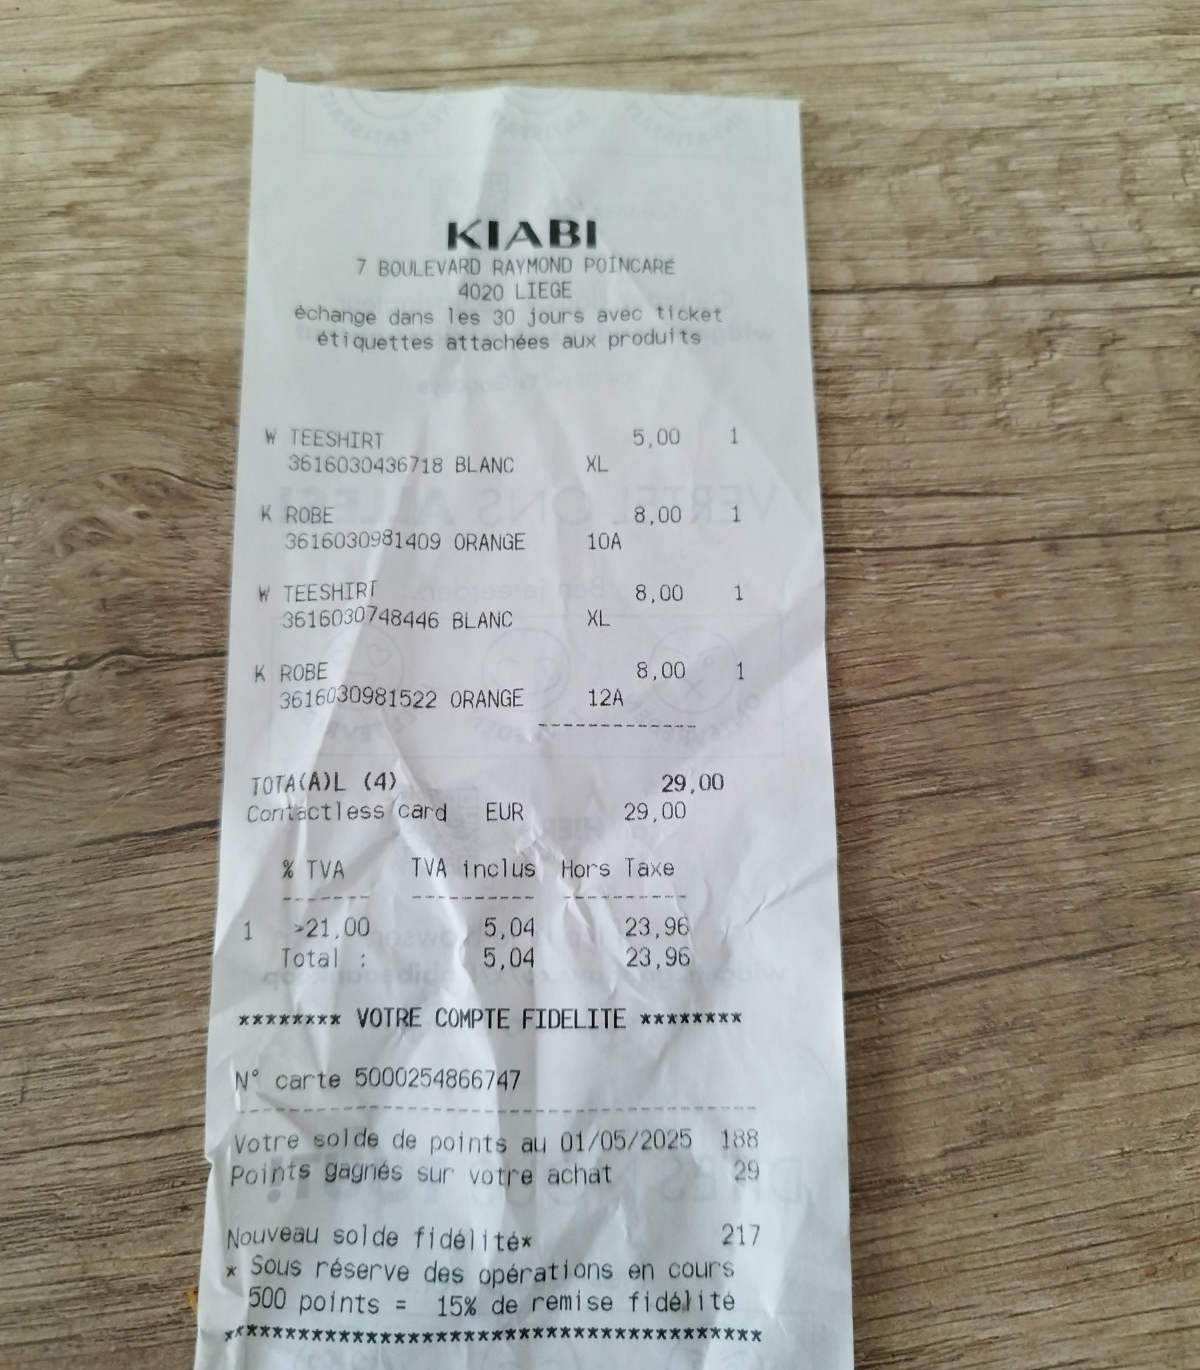 KIABI
7 BOULEVARD RAYMOND POINCARÉ
4020 LIEGE
échange dans les 30 jours avec ticket
étiquettes attachées aux produits
W TEESHIRT 5,00 1
3616030436718 BLANC XL
K ROBE 8,00 1
3616030981409 ORANGE 10A
W TEESHIRT 8,00 1
3616030748446 BLANC XL
K ROBE 8,00 1
3616030981522 ORANGE 12A
---------------
TOTA(A)L (4) 29,00
Contactless card EUR 29,00
% TVA TVA inclus Hors Taxe
------- ---------- ----------
1 >21,00 5,04 23,96
Total : 5,04 23,96
******** VOTRE COMPTE FIDELITE ********
N° carte 5000254866747
--------------------------------------------------
Votre solde de points au 01/05/2025 188
Points gagnés sur votre achat 29
Nouveau solde fidélité* 217
* Sous réserve des opérations en cours
500 points = 15% de remise fidélité
**************************************************